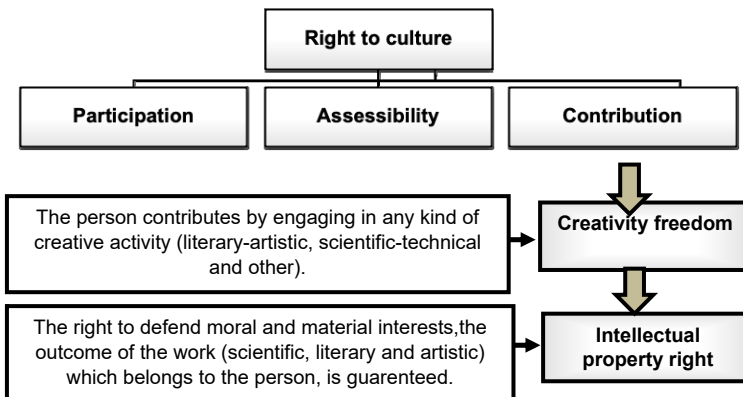 Right to culture
Participation
Assessibility
Contribution
The person contributes by engaging in any kind of
creative activity (literary-artistic, scientific-technical
and other).
Creativity freedom
The right to defend moral and material interests,the
outcome of the work (scientific, literary and artistic)
which belongs to the person, is guarenteed.
Intellectual
property right